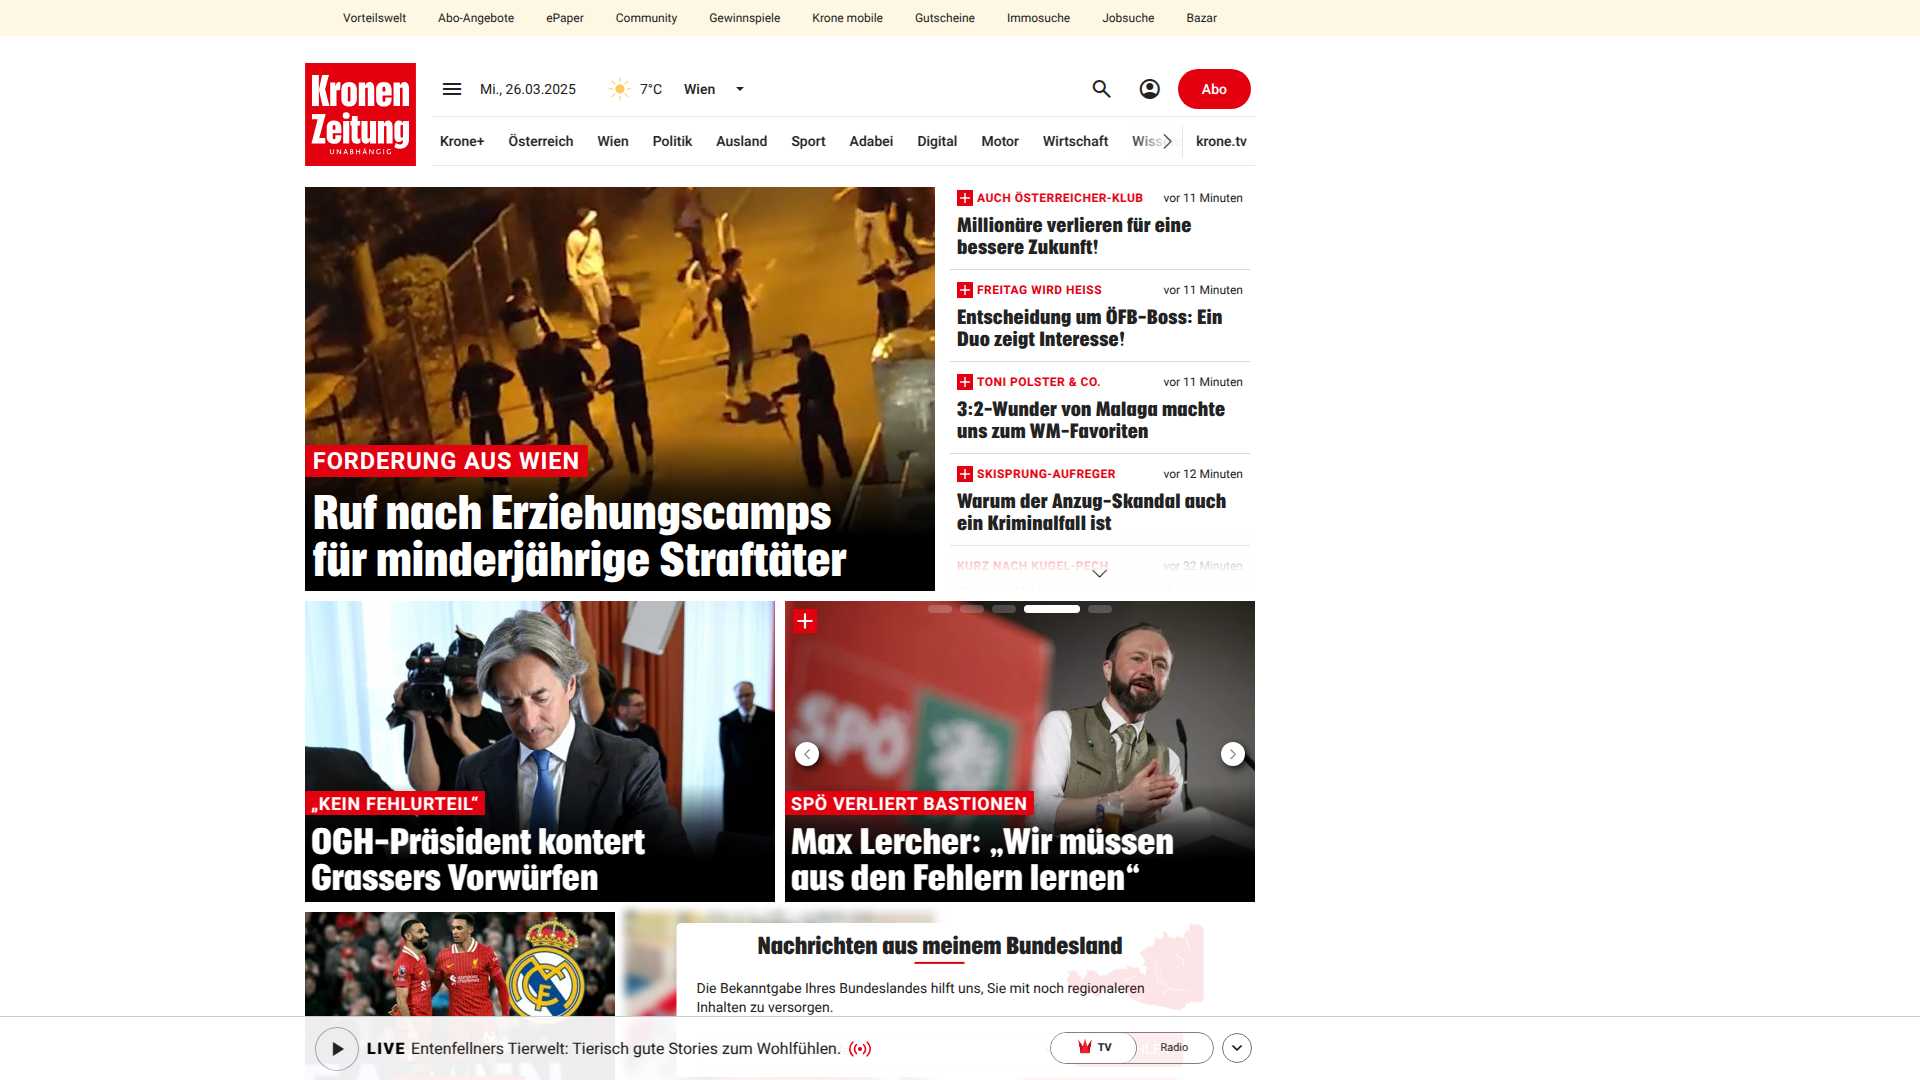 Vorteilswelt Abo-Angebote ePaper Community Gewinnspiele Krone mobile Gutscheine Immosuche Jobsuche Bazar
Kronen
Zeitung
UNABHÄNGIG
Mi., 26.03.2025 7°C Wien
Abo
Krone+ Österreich Wien Politik Ausland Sport Adabei Digital Motor Wirtschaft Wiss krone.tv
FORDERUNG AUS WIEN
Ruf nach Erziehungscamps
für minderjährige Straftäter
AUCH ÖSTERREICHER-KLUB vor 11 Minuten
Millionäre verlieren für eine
bessere Zukunft!
FREITAG WIRD HEISS vor 11 Minuten
Entscheidung um ÖFB-Boss: Ein
Duo zeigt Interesse!
TONI POLSTER & CO. vor 11 Minuten
3:2-Wunder von Malaga machte
uns zum WM-Favoriten
SKISPRUNG-AUFREGER vor 12 Minuten
Warum der Anzug-Skandal auch
ein Kriminalfall ist
KURZ NACH KUGEL-PECH vor 32 Minuten
„KEIN FEHLURTEIL“
OGH-Präsident kontert
Grassers Vorwürfen
SPÖ
SPÖ VERLIERT BASTIONEN
Max Lercher: „Wir müssen
aus den Fehlern lernen“
Nachrichten aus meinem Bundesland
Die Bekanntgabe Ihres Bundeslandes hilft uns, Sie mit noch regionaleren
Inhalten zu versorgen.
LIVE Entenfellners Tierwelt: Tierisch gute Stories zum Wohlfühlen.
TV Radio